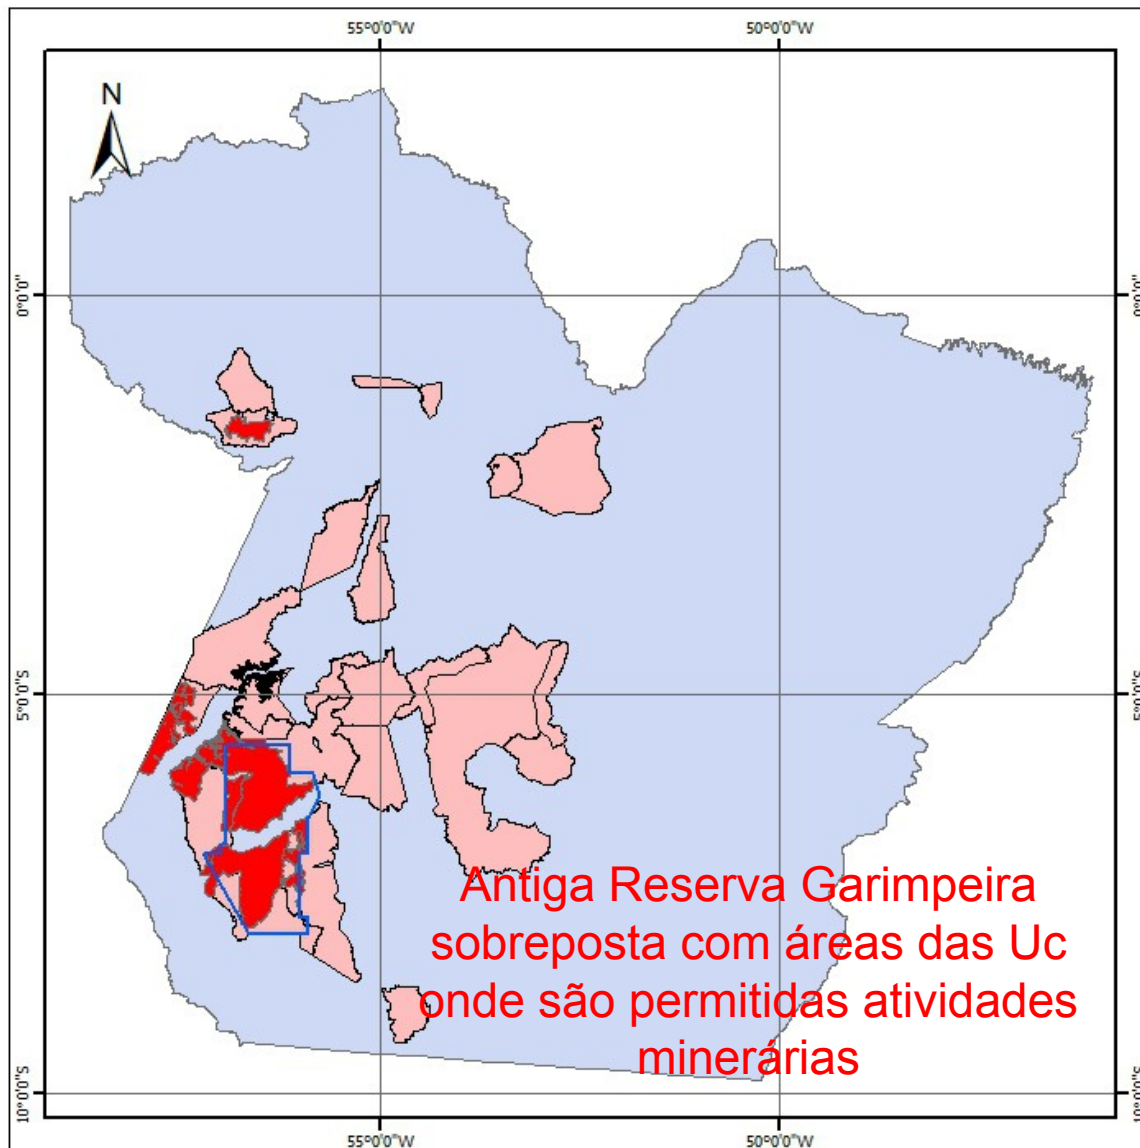 55°0'0"W 50°0'0"W
N
0°0'0" 0°0'0"
5°0'0"S 5°0'0"S
Antiga Reserva Garimpeira
sobreposta com áreas das Uc
onde são permitidas atividades
minerárias
10°0'0"S 10°0'0"S
55°0'0"W 50°0'0"W